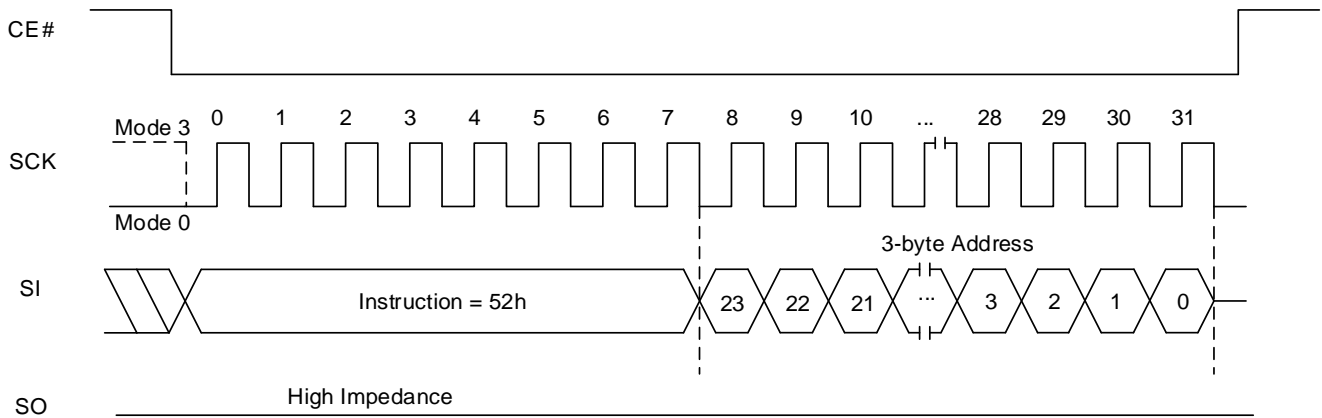 CE#
0 1 2 3 4 5 6 7 8 9 10 ... 28 29 30 31
Mode 3
SCK
Mode 0
3-byte Address
SI
Instruction = 52h 23 22 21 ... 3 2 1 0
High Impedance
SO